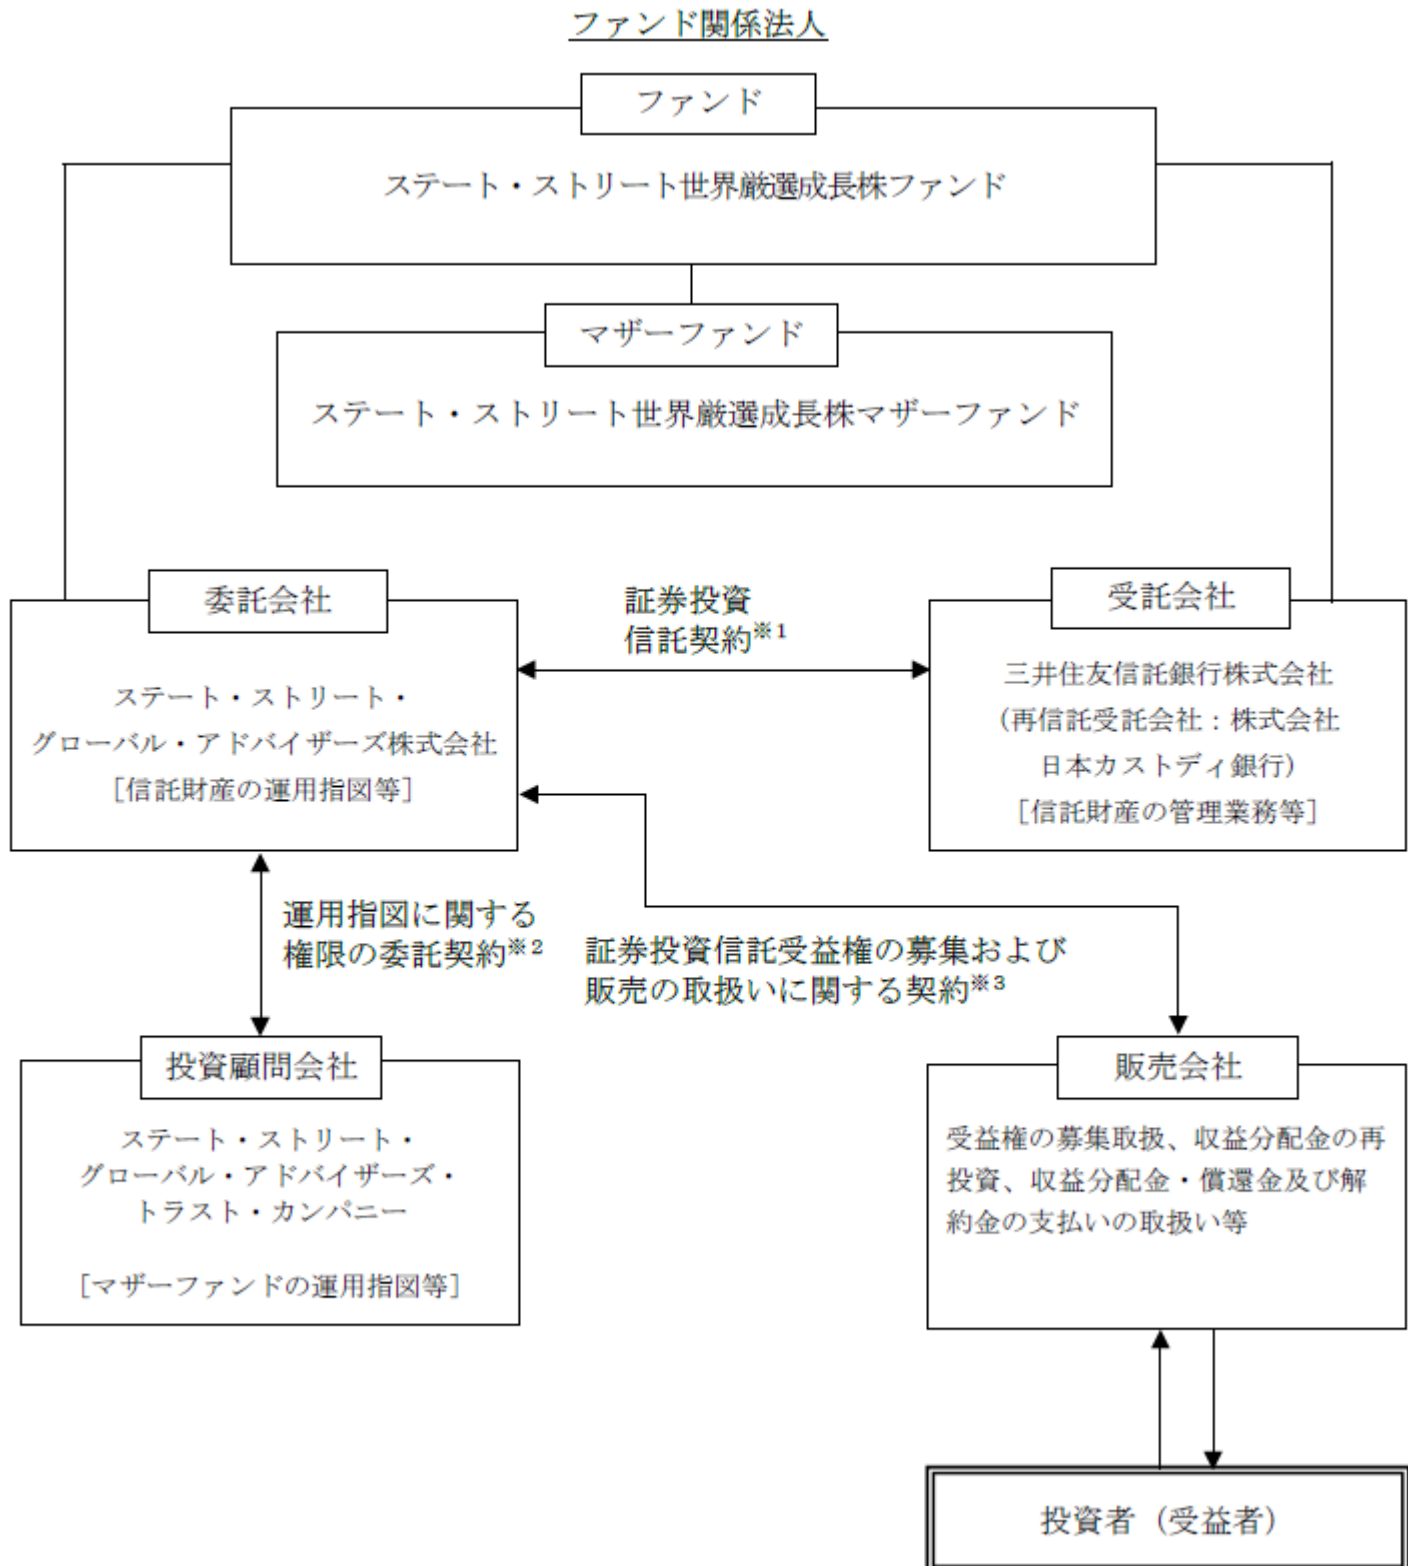 ファンド関係法人
ファンド
ステート・ストリート世界厳選成長株ファンド
マザーファンド
ステート・ストリート世界厳選成長株マザーファンド
委託会社
ステート・ストリート・
グローバル・アドバイザーズ株式会社
［信託財産の運用指図等］
証券投資
信託契約※1
受託会社
三井住友信託銀行株式会社
（再信託受託会社：株式会社
日本カストディ銀行）
［信託財産の管理業務等］
運用指図に関する
権限の委託契約※2
証券投資信託受益権の募集および
販売の取扱いに関する契約※3
投資顧問会社
ステート・ストリート・
グローバル・アドバイザーズ・
トラスト・カンパニー
［マザーファンドの運用指図等］
販売会社
受益権の募集取扱、収益分配金の再
投資、収益分配金・償還金及び解
約金の支払いの取扱い等
投資者（受益者）